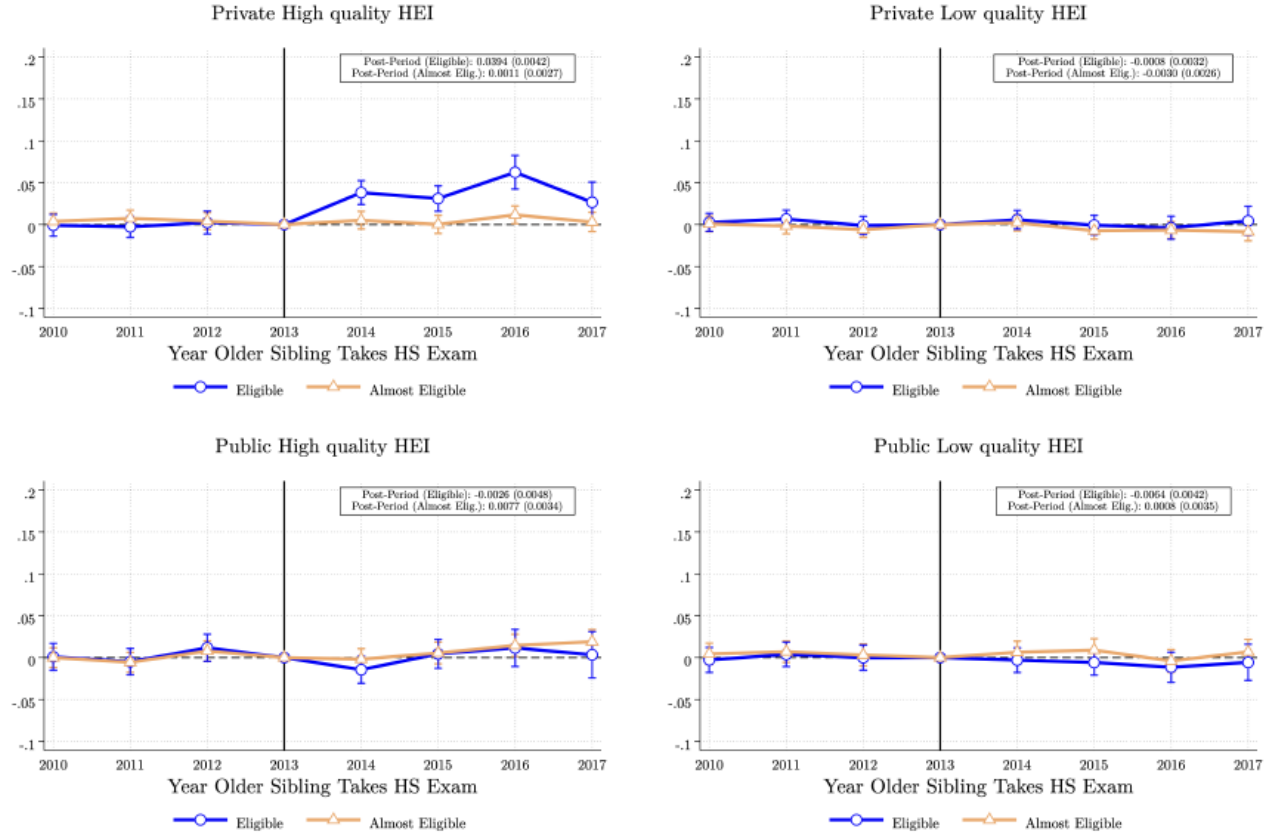 Private High quality HEI
Post-Period (Eligible): 0.0394 (0.0042)
Post-Period (Almost Elig.): 0.0011 (0.0027)
.2
.15
.1
.05
0
-.05
-.1
2010 2011 2012 2013 2014 2015 2016 2017
Year Older Sibling Takes HS Exam
Eligible Almost Eligible
Private Low quality HEI
Post-Period (Eligible): -0.0008 (0.0032)
Post-Period (Almost Elig.): -0.0030 (0.0026)
.2
.15
.1
.05
0
-.05
-.1
2010 2011 2012 2013 2014 2015 2016 2017
Year Older Sibling Takes HS Exam
Eligible Almost Eligible
Public High quality HEI
Post-Period (Eligible): -0.0026 (0.0048)
Post-Period (Almost Elig.): 0.0077 (0.0034)
.2
.15
.1
.05
0
-.05
-.1
2010 2011 2012 2013 2014 2015 2016 2017
Year Older Sibling Takes HS Exam
Eligible Almost Eligible
Public Low quality HEI
Post-Period (Eligible): -0.0064 (0.0042)
Post-Period (Almost Elig.): 0.0008 (0.0035)
.2
.15
.1
.05
0
-.05
-.1
2010 2011 2012 2013 2014 2015 2016 2017
Year Older Sibling Takes HS Exam
Eligible Almost Eligible